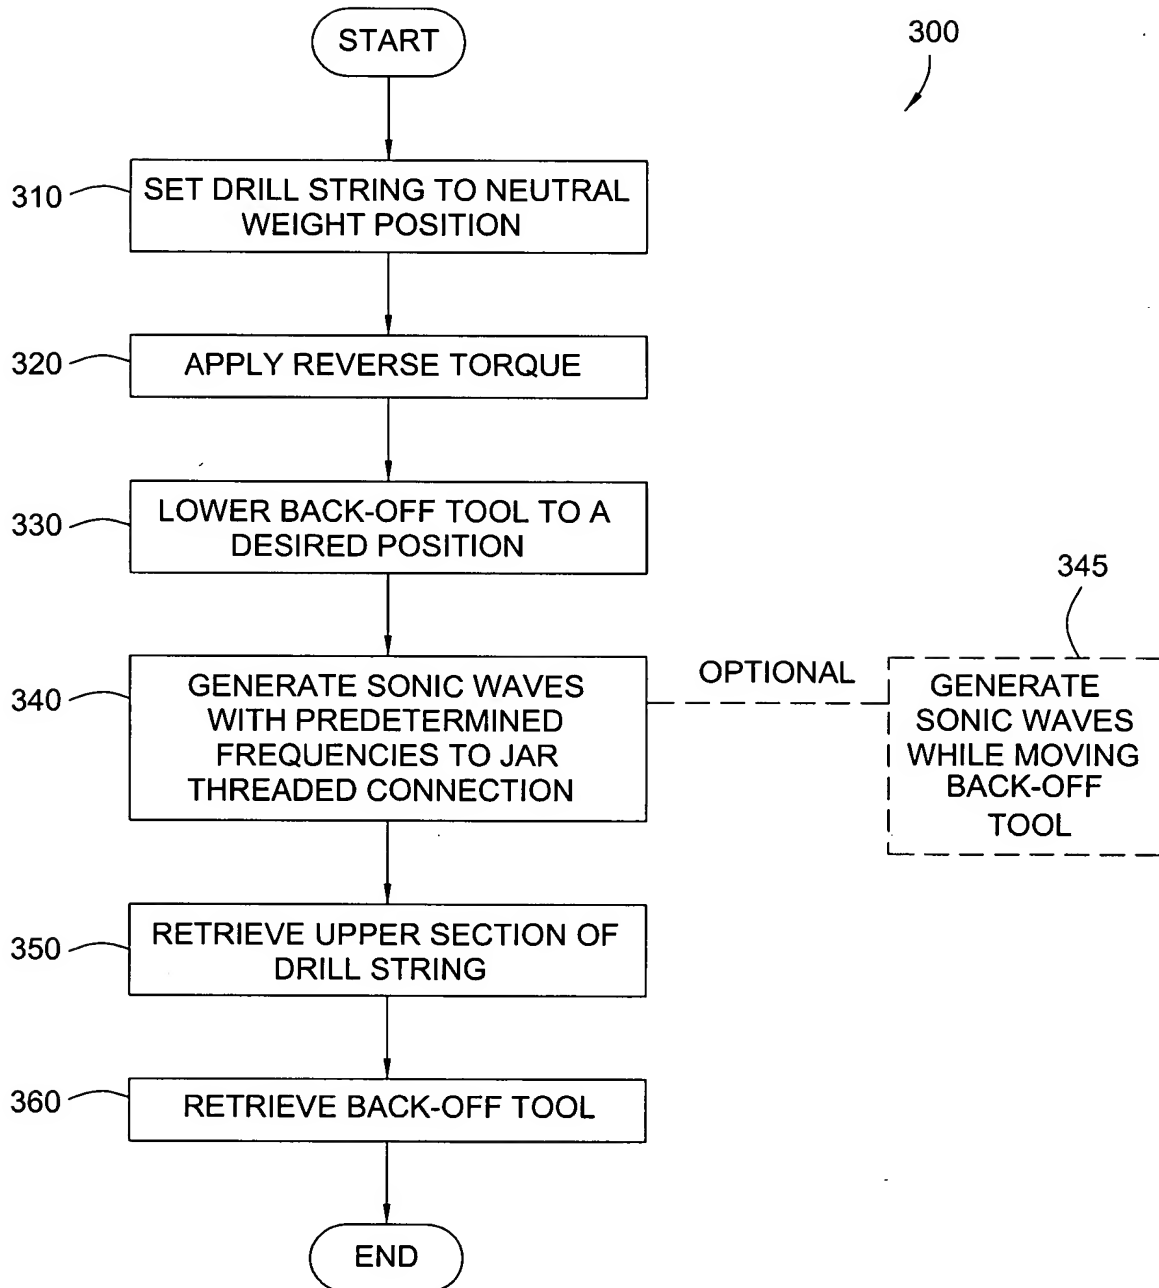 START
300
310
SET DRILL STRING TO NEUTRAL
WEIGHT POSITION
320
APPLY REVERSE TORQUE
330
LOWER BACK-OFF TOOL TO A
DESIRED POSITION
345
340
GENERATE SONIC WAVES
WITH PREDETERMINED
FREQUENCIES TO JAR
THREADED CONNECTION
OPTIONAL
GENERATE
SONIC WAVES
WHILE MOVING
BACK-OFF
TOOL
350
RETRIEVE UPPER SECTION OF
DRILL STRING
360
RETRIEVE BACK-OFF TOOL
END